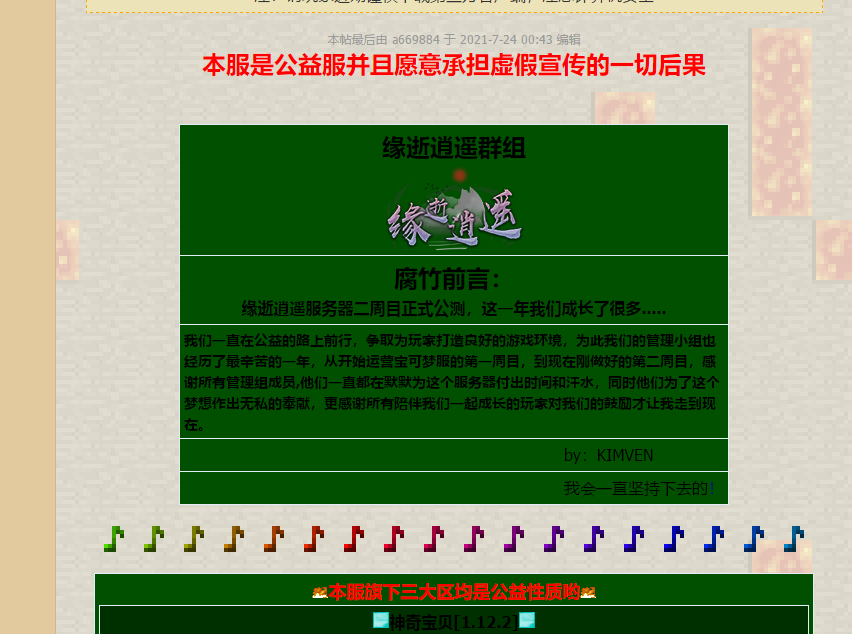 本帖最后由 a669884 于 2021-7-24 00:43 编辑
本服是公益服并且愿意承担虚假宣传的一切后果
缘逝逍遥群组
缘逝逍遥
腐竹前言：
缘逝逍遥服务器二周目正式公测，这一年我们成长了很多.....
我们一直在公益的路上前行，争取为玩家打造良好的游戏环境，为此我们的管理小组也
经历了最辛苦的一年，从开始运营宝可梦服的第一周目，到现在刚做好的第二周目，感
谢所有管理组成员,他们一直都在默默为这个服务器付出时间和汗水，同时他们为了这个
梦想作出无私的奉献，更感谢所有陪伴我们一起成长的玩家对我们的鼓励才让我走到现
在。
by：KIMVEN
我会一直坚持下去的！
本服旗下三大区均是公益性质哟
神奇宝贝[1.12.2]